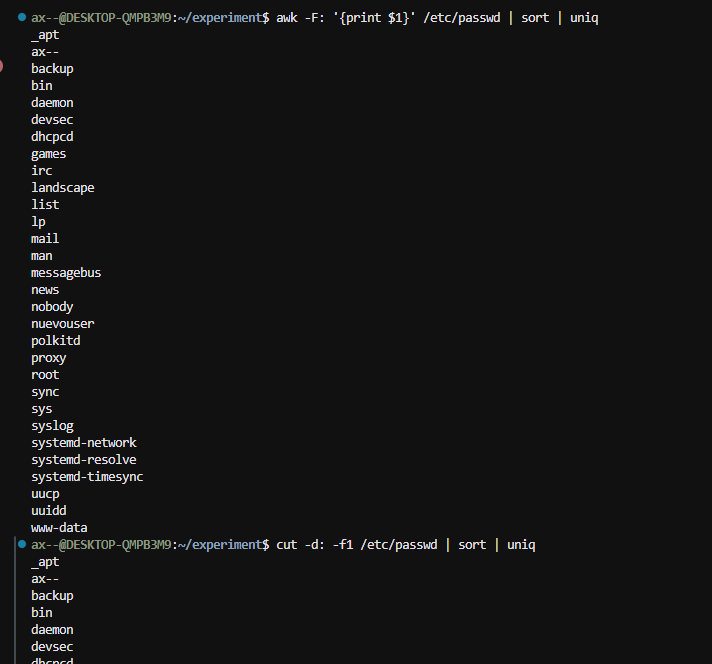 ax--@DESKTOP-QMPB3M9:~/experiment$ awk -F: '{print $1}' /etc/passwd | sort | uniq
_apt
ax--
backup
bin
daemon
devsec
dhcpcd
games
irc
landscape
list
lp
mail
man
messagebus
news
nobody
nuevouser
polkitd
proxy
root
sync
sys
syslog
systemd-network
systemd-resolve
systemd-timesync
uucp
uuidd
www-data
ax--@DESKTOP-QMPB3M9:~/experiment$ cut -d: -f1 /etc/passwd | sort | uniq
_apt
ax--
backup
bin
daemon
devsec
dhcpcd